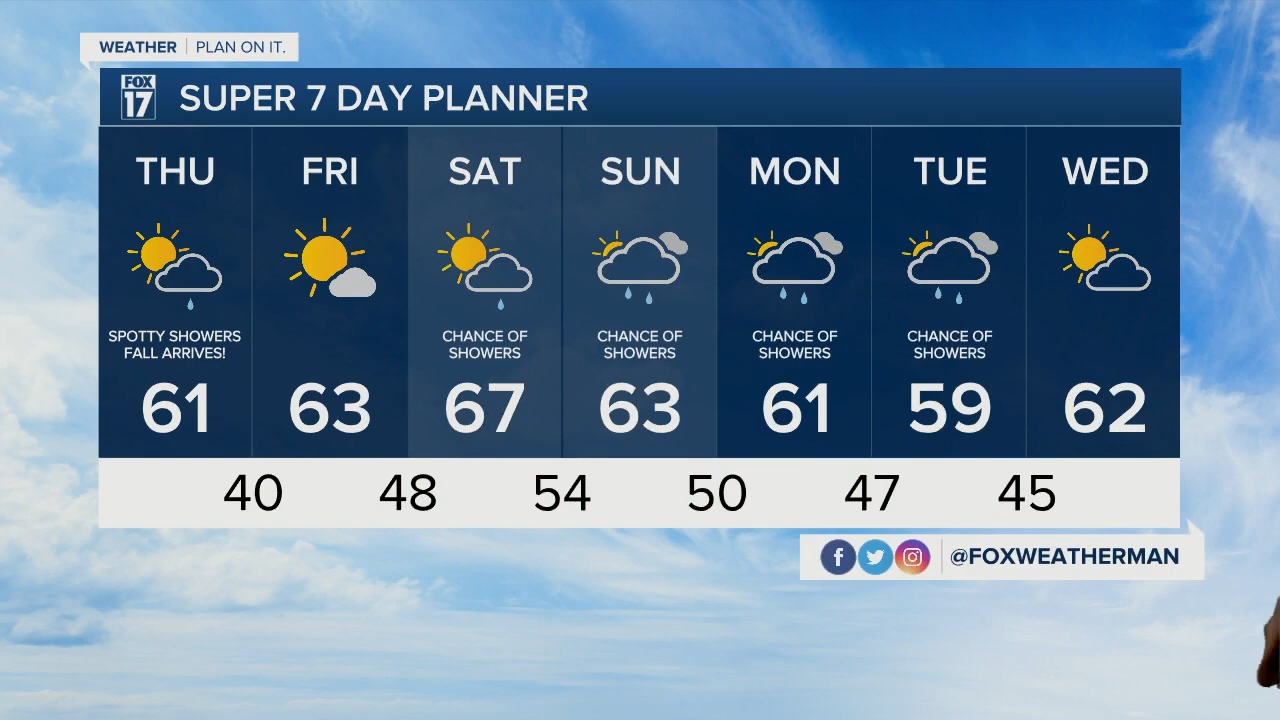 WEATHER | PLAN ON IT.
FOX 17
SUPER 7 DAY PLANNER
THU FRI SAT SUN MON TUE WED
SPOTTY SHOWERS
FALL ARRIVES!
CHANCE OF
SHOWERS
CHANCE OF
SHOWERS
CHANCE OF
SHOWERS
CHANCE OF
SHOWERS
61 63 67 63 61 59 62
40 48 54 50 47 45
@FOXWEATHERMAN